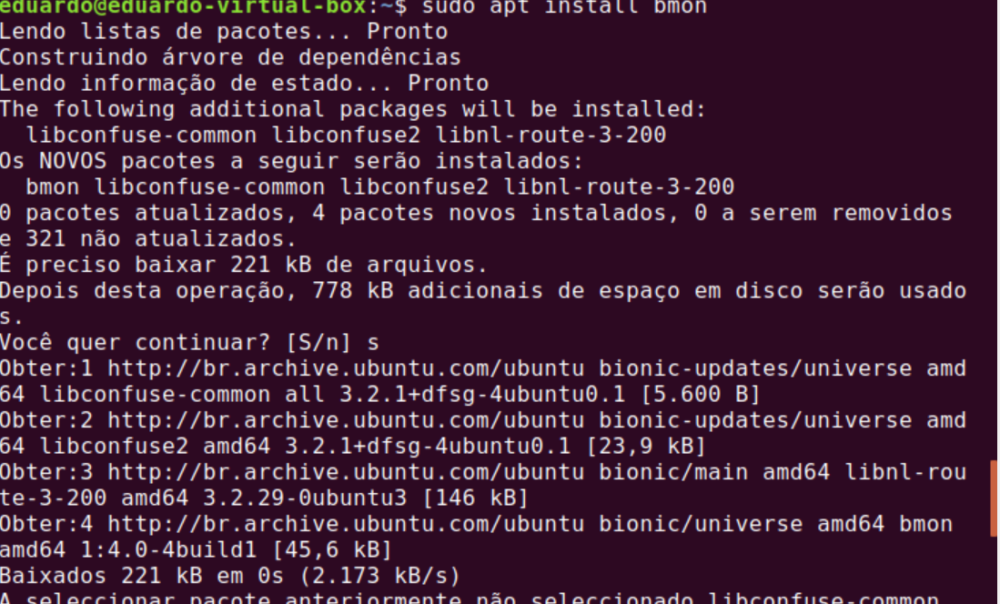 eduardo@eduardo-virtual-box:~$ sudo apt install bmon
Lendo listas de pacotes... Pronto
Construindo árvore de dependências
Lendo informação de estado... Pronto
The following additional packages will be installed:
  libconfuse-common libconfuse2 libnl-route-3-200
Os NOVOS pacotes a seguir serão instalados:
  bmon libconfuse-common libconfuse2 libnl-route-3-200
0 pacotes atualizados, 4 pacotes novos instalados, 0 a serem removidos
e 321 não atualizados.
É preciso baixar 221 kB de arquivos.
Depois desta operação, 778 kB adicionais de espaço em disco serão usado
s.
Você quer continuar? [S/n] s
Obter:1 http://br.archive.ubuntu.com/ubuntu bionic-updates/universe amd
64 libconfuse-common all 3.2.1+dfsg-4ubuntu0.1 [5.600 B]
Obter:2 http://br.archive.ubuntu.com/ubuntu bionic-updates/universe amd
64 libconfuse2 amd64 3.2.1+dfsg-4ubuntu0.1 [23,9 kB]
Obter:3 http://br.archive.ubuntu.com/ubuntu bionic/main amd64 libnl-rou
te-3-200 amd64 3.2.29-0ubuntu3 [146 kB]
Obter:4 http://br.archive.ubuntu.com/ubuntu bionic/universe amd64 bmon
amd64 1:4.0-4build1 [45,6 kB]
Baixados 221 kB em 0s (2.173 kB/s)
A seleccionar pacote anteriormente não seleccionado libconfuse-common